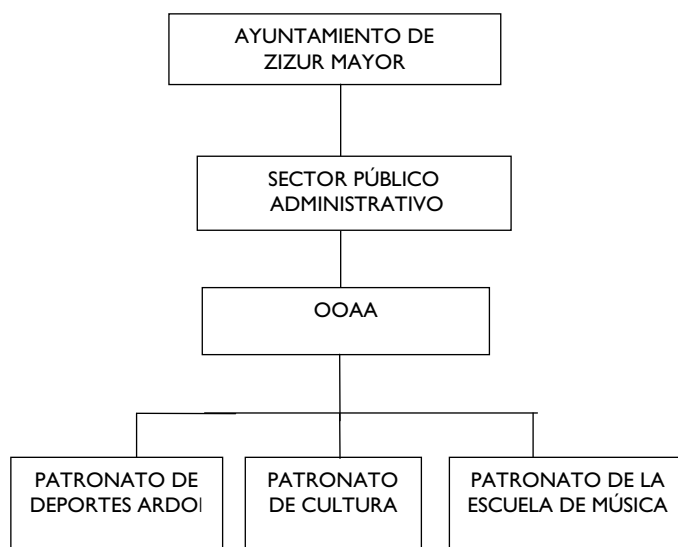 AYUNTAMIENTO DE
ZIZUR MAYOR
SECTOR PÚBLICO
ADMINISTRATIVO
OOAA
PATRONATO DE
DEPORTES ARDOI
PATRONATO
DE CULTURA
PATRONATO DE LA
ESCUELA DE MÚSICA